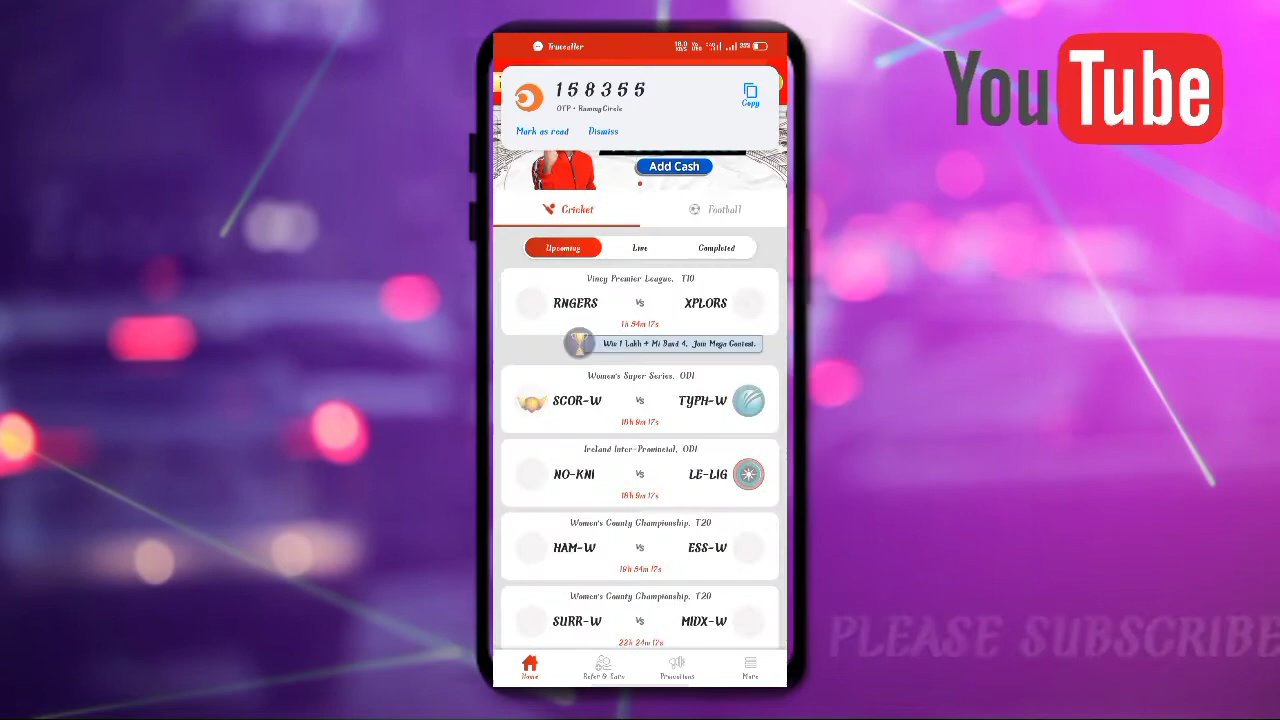 YouTube
Truecaller
35%
158355
OTP • RummyCircle
Copy
Mark as read Dismiss
Add Cash
Cricket Football
Upcoming Live Completed
Vincy Premier League, T10
RNGERS Vs XPLORS
1h 54m 17s
Win 1 Lakh + Mi Band 4, Join Mega Contest.
Women's Super Series, ODI
SCOR-W Vs TYPH-W
18h 9m 17s
Ireland Inter-Provincial, ODI
NO-KNI Vs LE-LIG
18h 9m 17s
Women's County Championship, T20
HAM-W Vs ESS-W
18h 54m 17s
Women's County Championship, T20
SURR-W Vs MIDX-W
22h 24m 17s
Home Refer & Earn Promotions More
PLEASE SUBSCRIBE